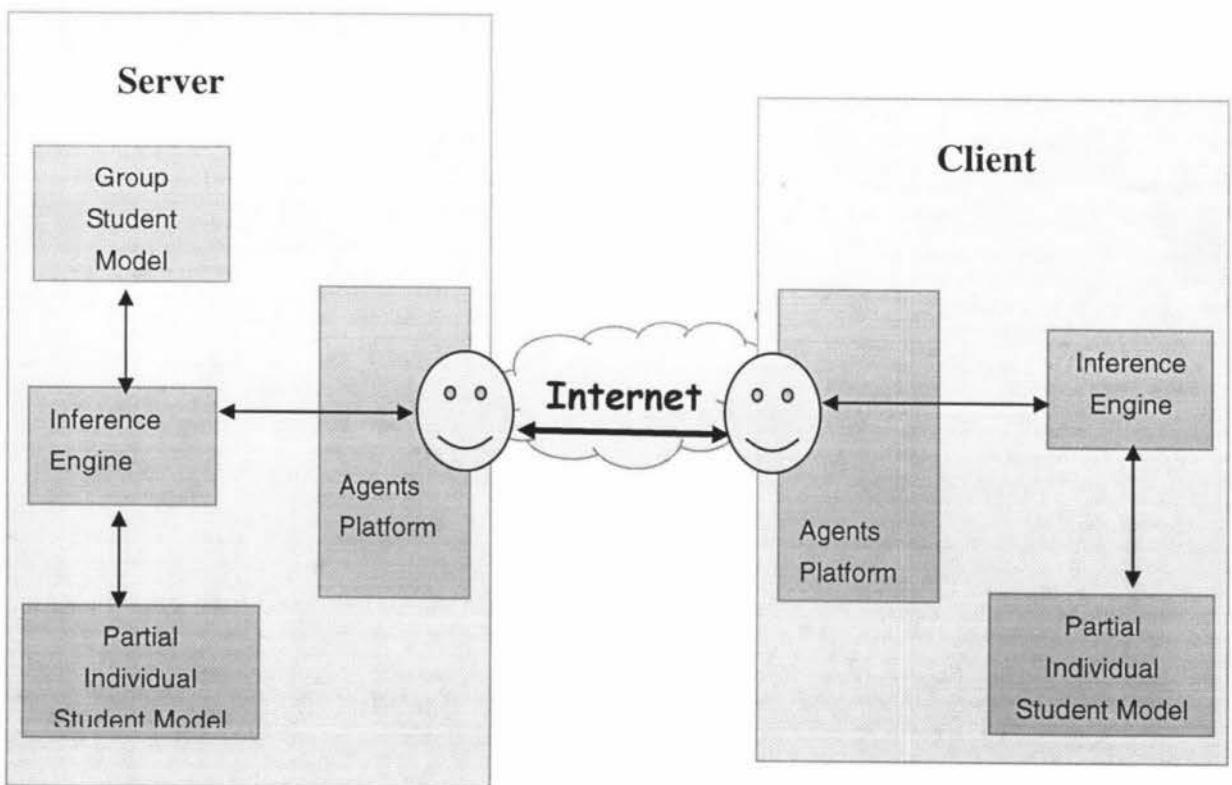 Server
Group
Student
Model
Inference
Engine
Partial
Individual
Student Model
Agents
Platform
Internet
Client
Agents
Platform
Inference
Engine
Partial
Individual
Student Model